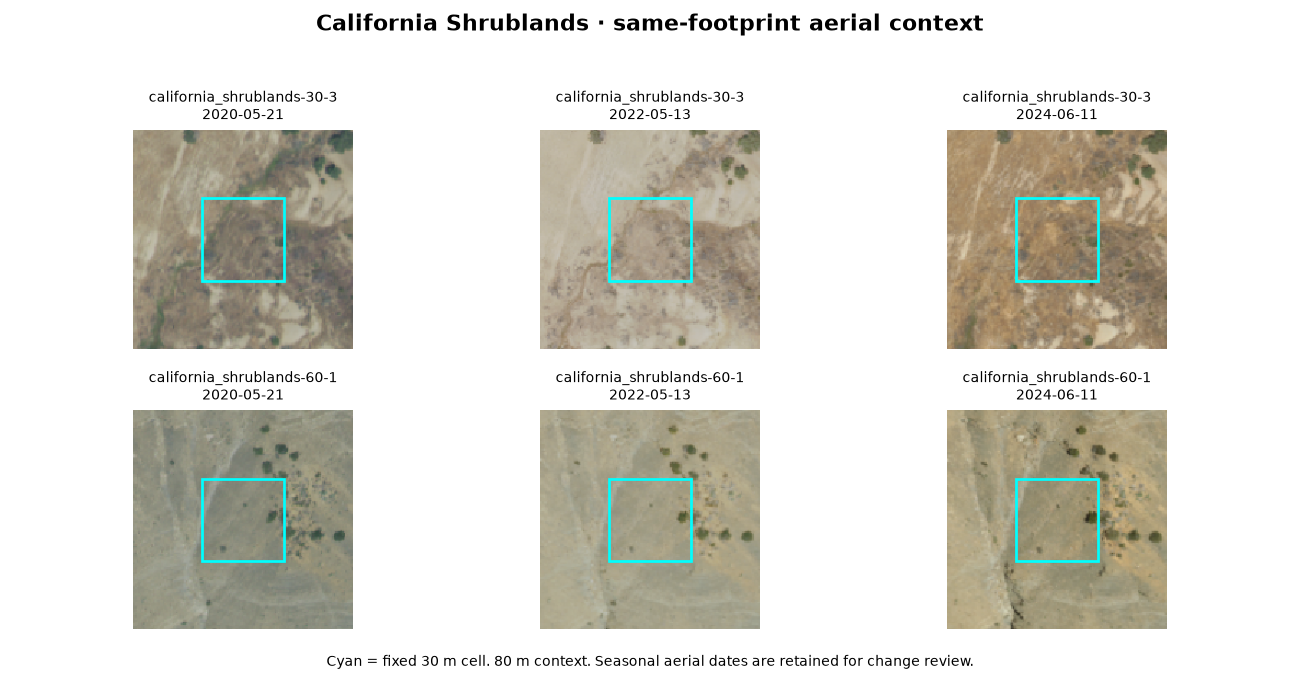 California Shrublands · same-footprint aerial context
california_shrublands-30-3
2020-05-21
california_shrublands-30-3
2022-05-13
california_shrublands-30-3
2024-06-11
california_shrublands-60-1
2020-05-21
california_shrublands-60-1
2022-05-13
california_shrublands-60-1
2024-06-11
Cyan = fixed 30 m cell. 80 m context. Seasonal aerial dates are retained for change review.